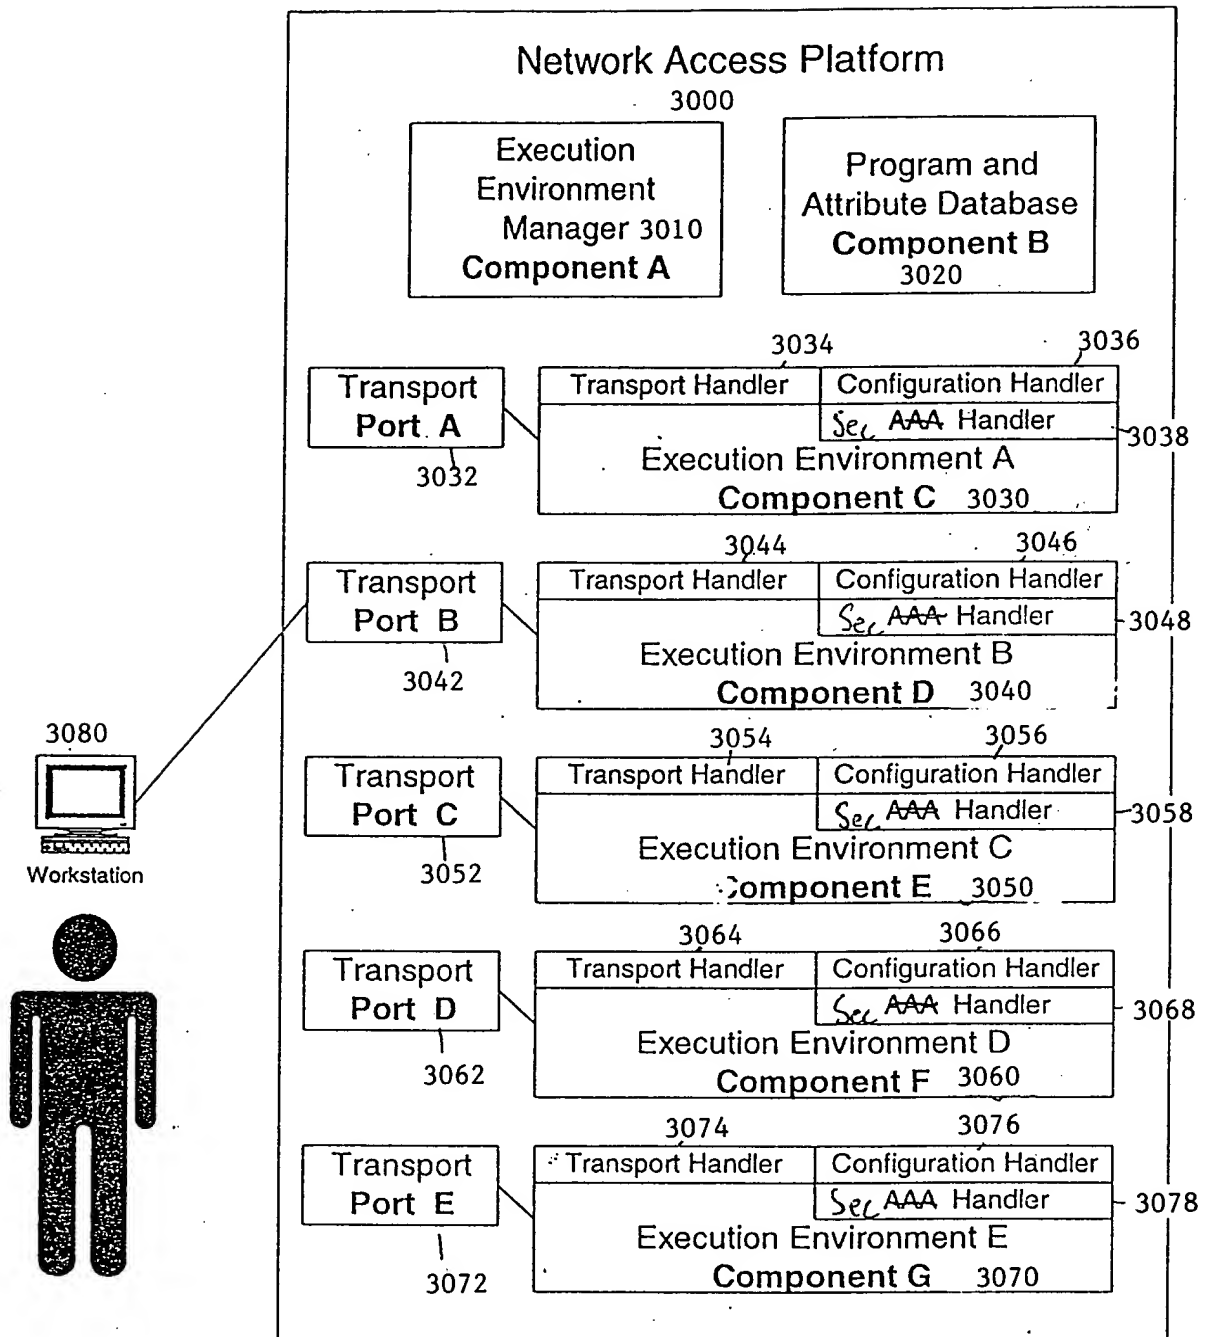 Network Access Platform
3000
Execution
Environment
Manager 3010
Component A
Program and
Attribute Database
Component B
3020
3034
3036
Transport
Port A
3032
Transport Handler
Configuration Handler
Sec AAA Handler
3038
Execution Environment A
Component C 3030
3044
3046
Transport
Port B
3042
Transport Handler
Configuration Handler
Sec AAA Handler
3048
Execution Environment B
Component D 3040
3080
Workstation
3054
3056
Transport
Port C
3052
Transport Handler
Configuration Handler
Sec AAA Handler
3058
Execution Environment C
Component E 3050
3064
3066
Transport
Port D
3062
Transport Handler
Configuration Handler
Sec AAA Handler
3068
Execution Environment D
Component F 3060
3074
3076
Transport
Port E
3072
Transport Handler
Configuration Handler
Sec AAA Handler
3078
Execution Environment E
Component G 3070